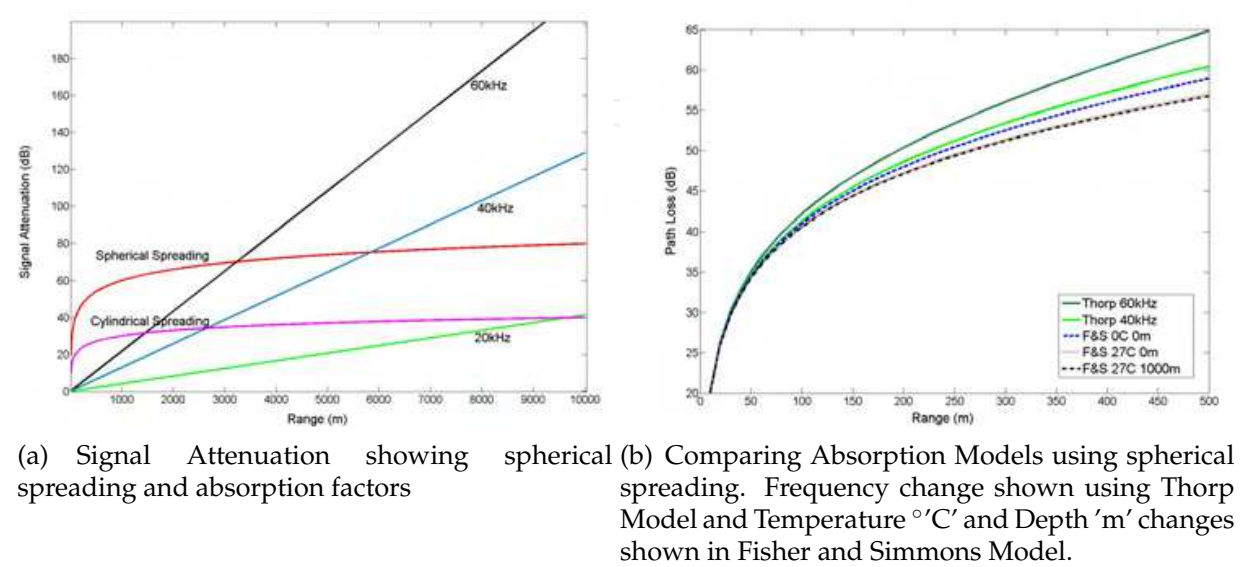 180
160
140
120
100
80
60
40
20
0
Signal Attenuation (dB)
60kHz
40kHz
Spherical Spreading
Cylindrical Spreading
20kHz
1000 2000 3000 4000 5000 6000 7000 8000 9000 10000
Range (m)
65
60
55
50
45
40
35
30
25
20
Path Loss (dB)
Thorp 60kHz
Thorp 40kHz
F&S 0C 0m
F&S 27C 0m
F&S 27C 1000m
0 50 100 150 200 250 300 350 400 450 500
Range (m)
(a) Signal Attenuation showing spherical
spreading and absorption factors
(b) Comparing Absorption Models using spherical
spreading. Frequency change shown using Thorp
Model and Temperature °'C' and Depth 'm' changes
shown in Fisher and Simmons Model.